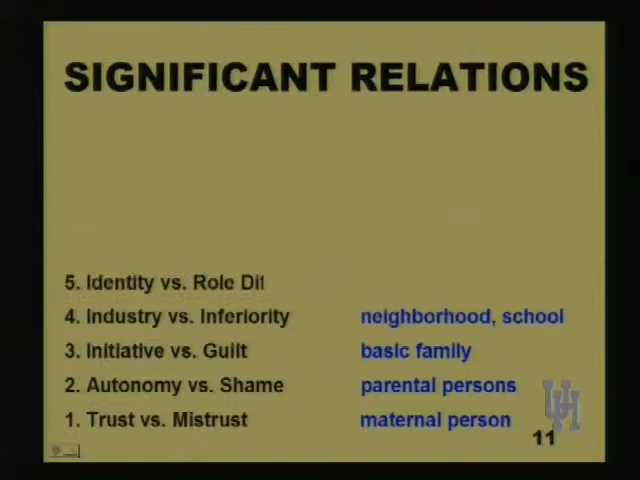 SIGNIFICANT RELATIONS
5. Identity vs. Role Dif
4. Industry vs. Inferiority neighborhood, school
3. Initiative vs. Guilt basic family
2. Autonomy vs. Shame parental persons
1. Trust vs. Mistrust maternal person
UH
11